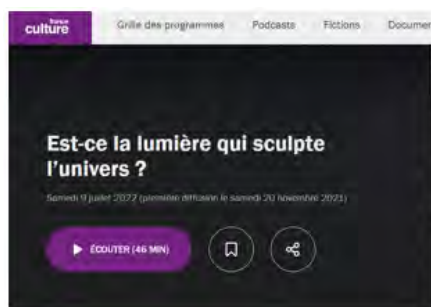 france
culture
Grille des programmes Podcasts Fictions Documen
Est-ce la lumière qui sculpte
l'univers ?
Samedi 9 juillet 2022 (première diffusion le samedi 20 novembre 2021)
ÉCOUTER (46 MIN)